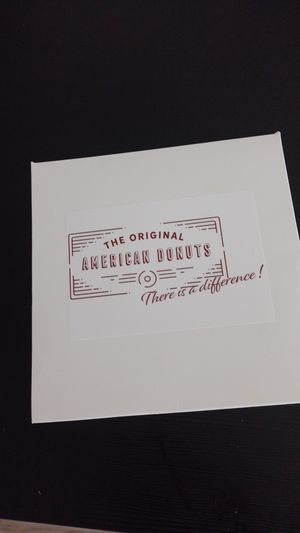 THE ORIGINAL
AMERICAN DONUTS
There is a difference!